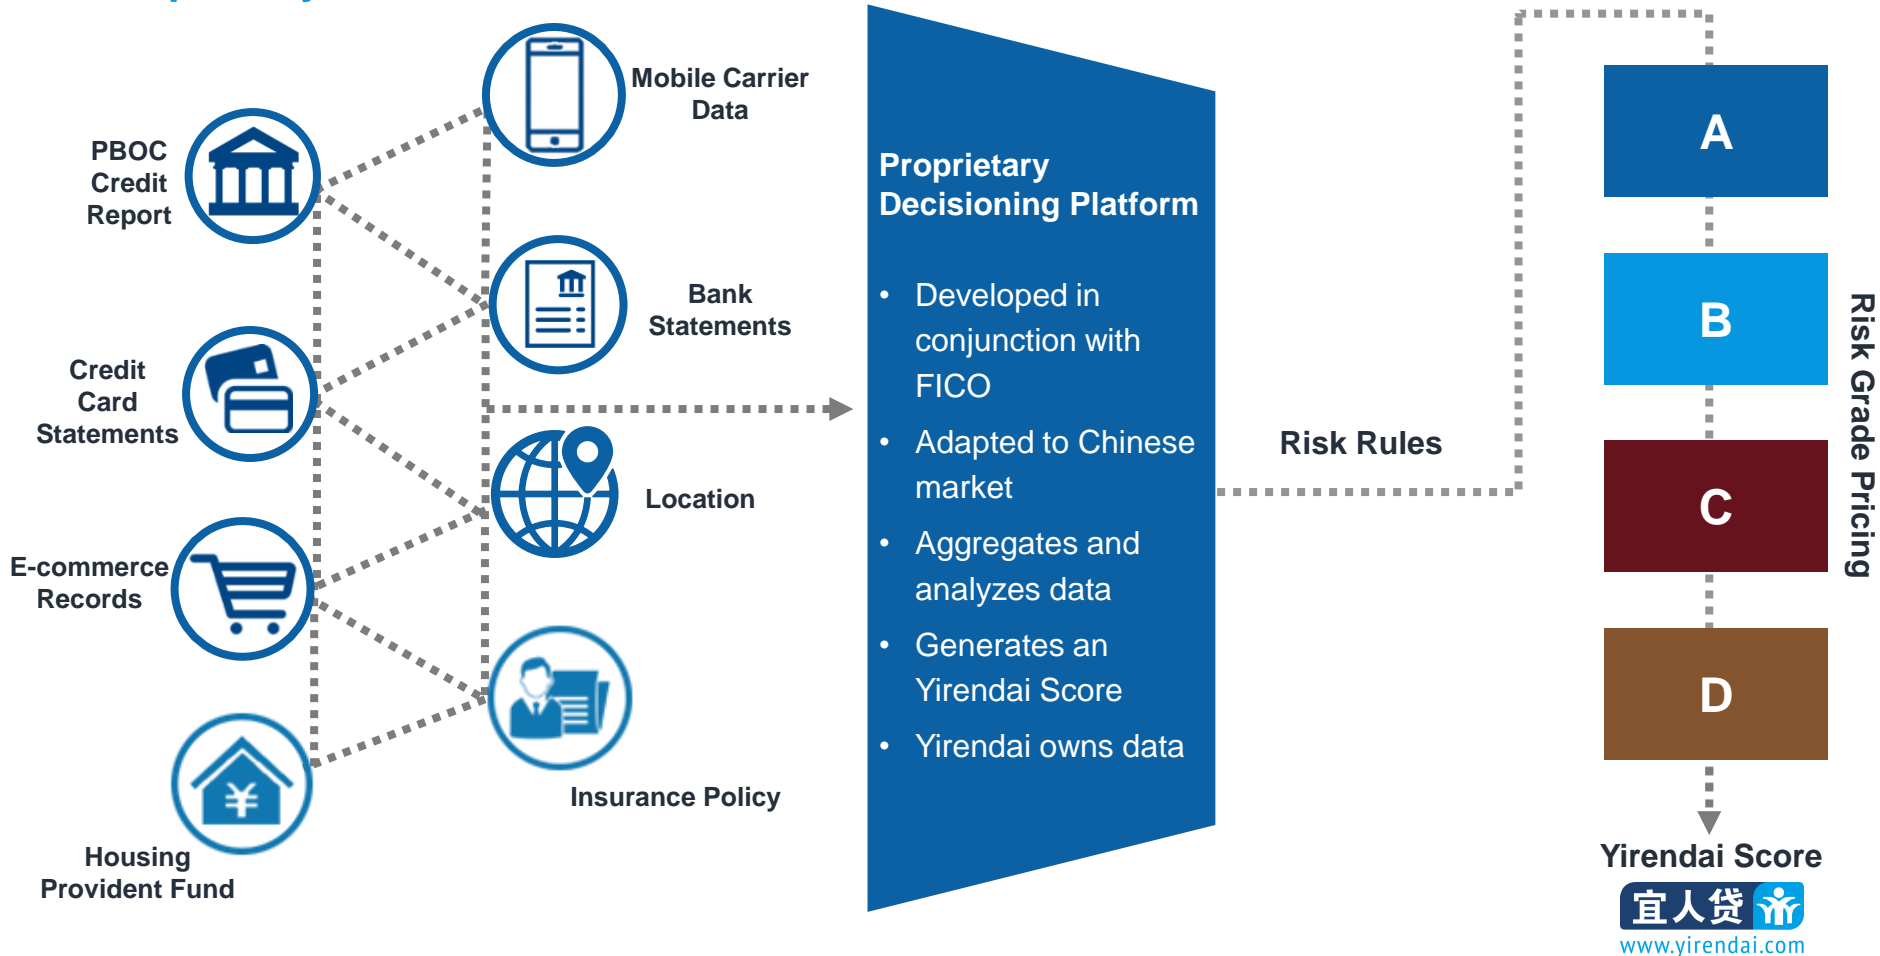 Mobile Carrier
Data
PBOC
Credit
Report
Bank
Statements
Credit
Card
Statements
Location
E-commerce
Records
Insurance Policy
Housing
Provident Fund
Proprietary
Decisioning Platform
• Developed in
conjunction with
FICO
• Adapted to Chinese
market
• Aggregates and
analyzes data
• Generates an
Yirendai Score
• Yirendai owns data
Risk Rules
A
B
C
D
Risk Grade Pricing
Yirendai Score
宜人贷
www.yirendai.com